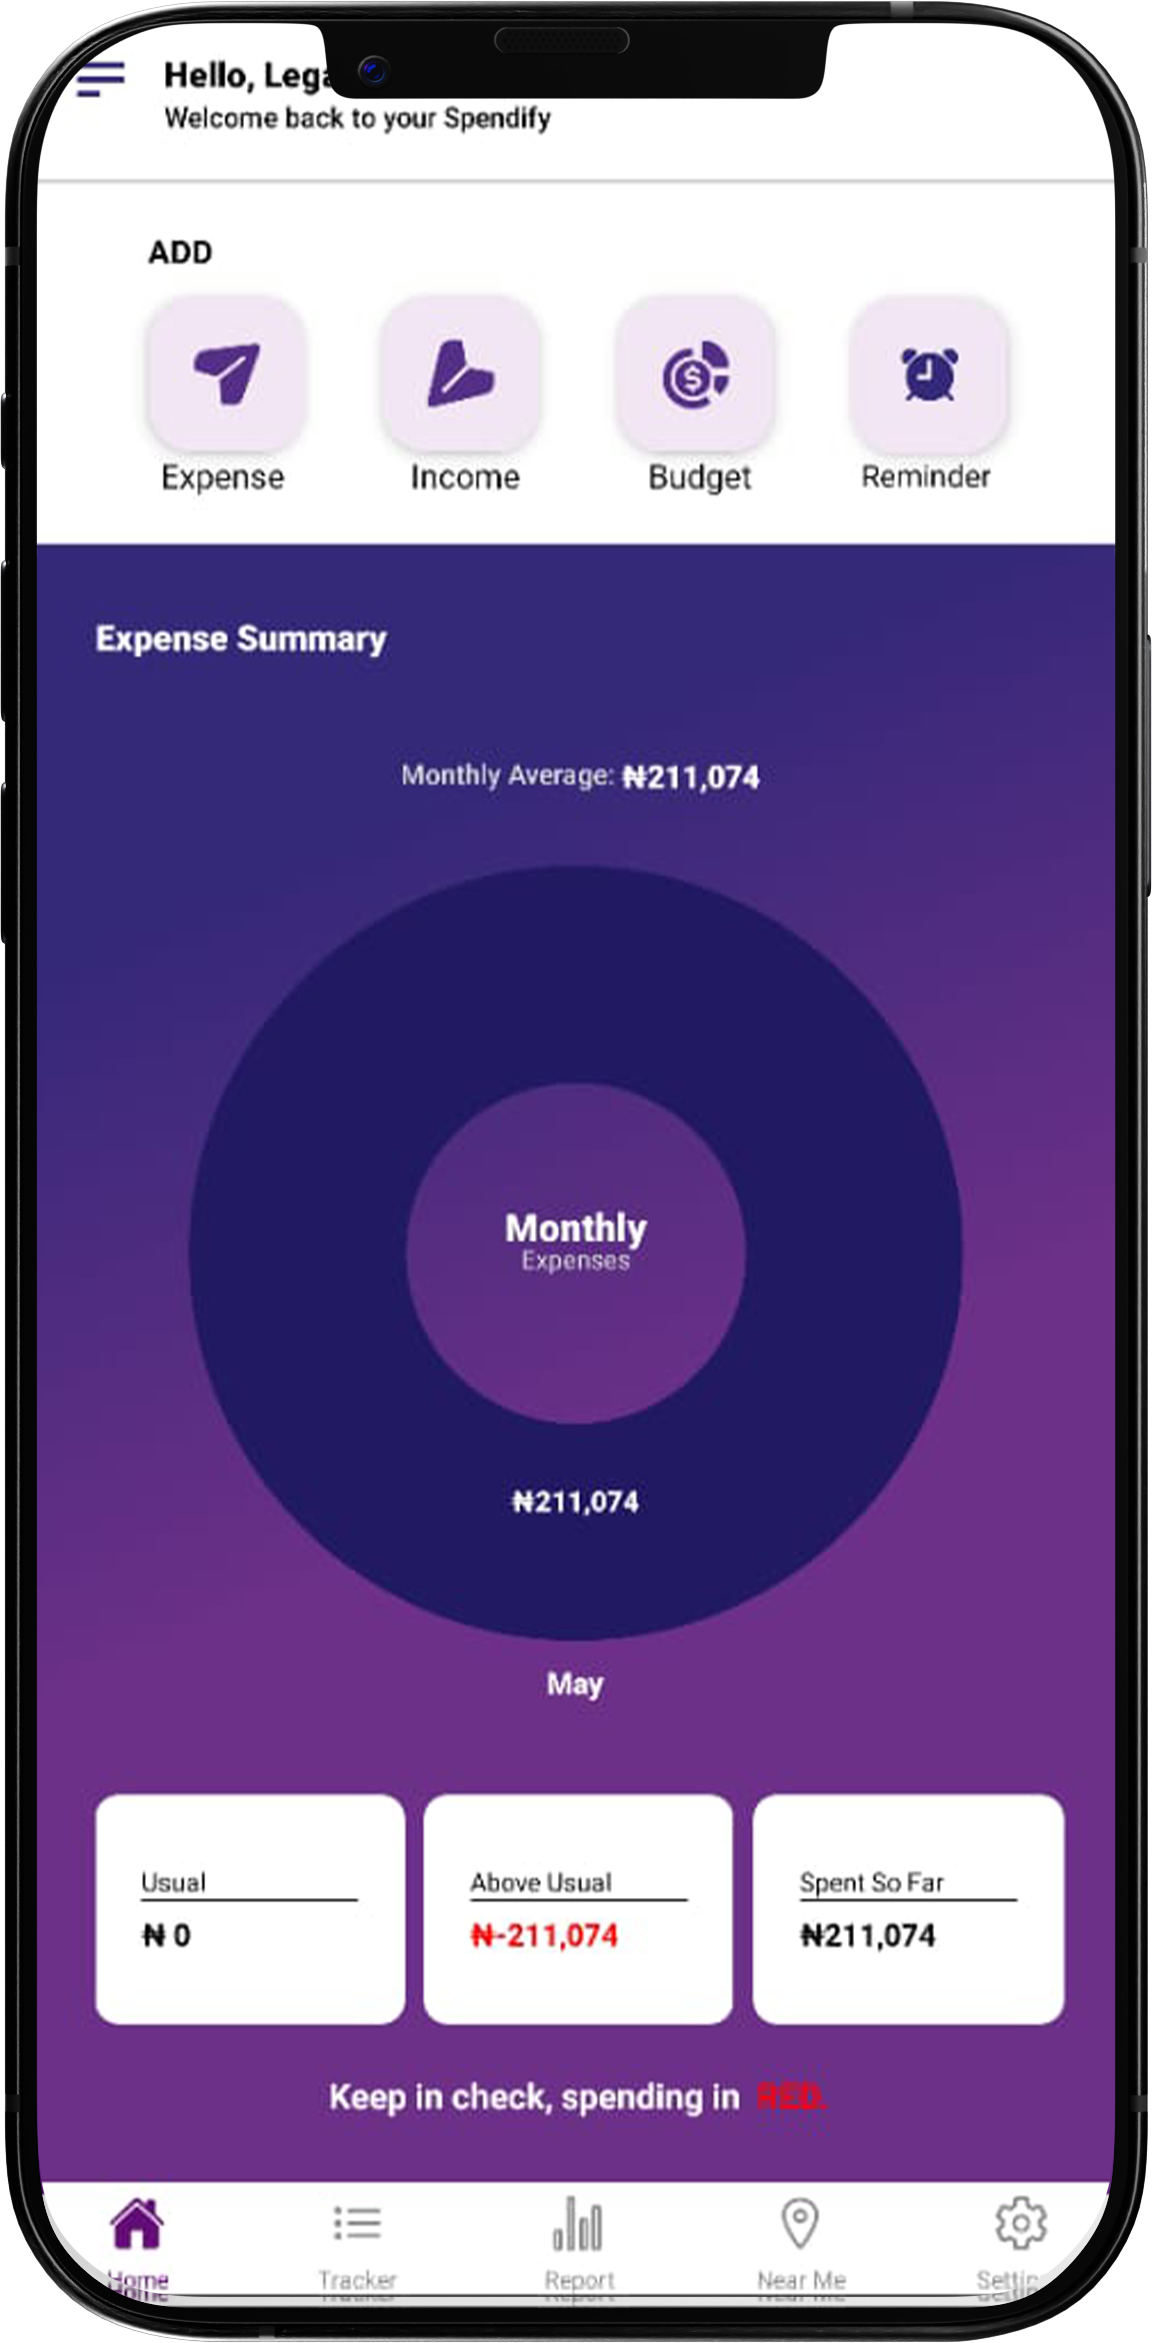 Hello, Lega
Welcome back to your Spendify
ADD
Expense Income Budget Reminder
Expense Summary
Monthly Average: ₦211,074
Monthly
Expenses
₦211,074
May
Usual Above Usual Spent So Far
₦ 0 ₦-211,074 ₦211,074
Keep in check, spending in RED.
Home Tracker Report Near Me Settin